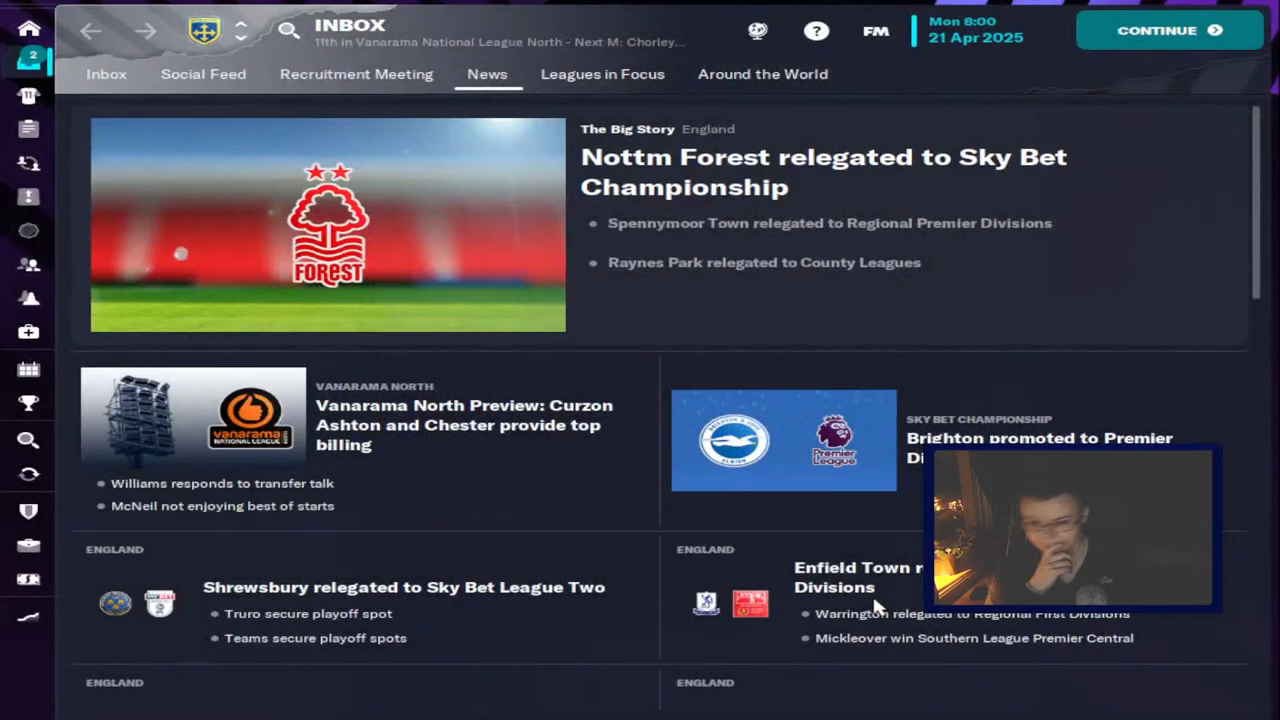 INBOX
11th in Vanarama National League North - Next M: Chorley...
2
11
?
FM
Mon 8:00
21 Apr 2025
CONTINUE
Inbox
Social Feed
Recruitment Meeting
News
Leagues in Focus
Around the World
The Big Story England
Nottm Forest relegated to Sky Bet
Championship
Spennymoor Town relegated to Regional Premier Divisions
Raynes Park relegated to County Leagues
FOREST
VANARAMA NORTH
Vanarama North Preview: Curzon
Ashton and Chester provide top
billing
VANARAMA
Williams responds to transfer talk
McNeil not enjoying best of starts
SKY BET CHAMPIONSHIP
Brighton promoted to Premier
Premier
League
ENGLAND
Shrewsbury relegated to Sky Bet League Two
Truro secure playoff spot
Teams secure playoff spots
ENGLAND
Enfield Town
Divisions
Warrington relegated to Regional First Divisions
Mickleover win Southern League Premier Central
ENGLAND
ENGLAND